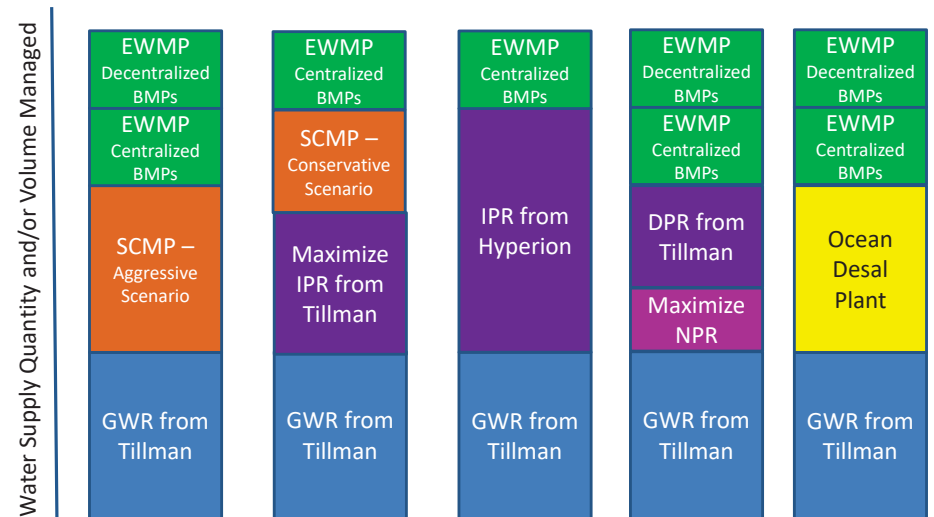 Water Supply Quantity and/or Volume Managed
EWMP
Decentralized
BMPs
EWMP
Centralized
BMPs
SCMP –
Aggressive
Scenario
GWR from
Tillman
EWMP
Centralized
BMPs
SCMP –
Conservative
Scenario
Maximize
IPR from
Tillman
GWR from
Tillman
EWMP
Centralized
BMPs
IPR from
Hyperion
GWR from
Tillman
EWMP
Decentralized
BMPs
EWMP
Centralized
BMPs
DPR from
Tillman
Maximize
NPR
GWR from
Tillman
EWMP
Decentralized
BMPs
EWMP
Centralized
BMPs
Ocean
Desal
Plant
GWR from
Tillman